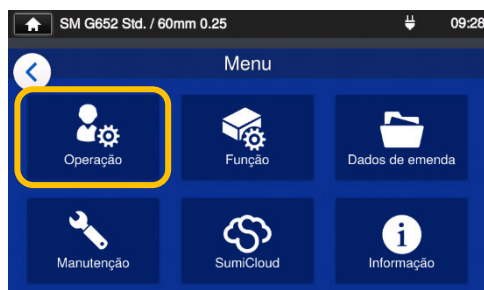 SM G652 Std. / 60mm 0.25 09:28
Menu
Operação Função Dados de emenda
Manutenção SumiCloud Informação